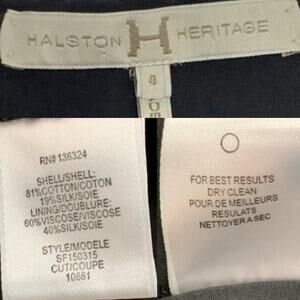 HALSTON H HERITAGE
4
RN# 136324
SHELL/SHELL:
81%COTTON/COTON
19%SILK/SOIE
LINING/DOUBLURE:
60%VISCOSE/VISCOSE
40%SILK/SOIE
STYLE/MODELE
SF150315
CUT/COUPE
10681
FOR BEST RESULTS
DRY CLEAN
POUR DE MEILLEURS
RESULATS
NETTOYER A SEC